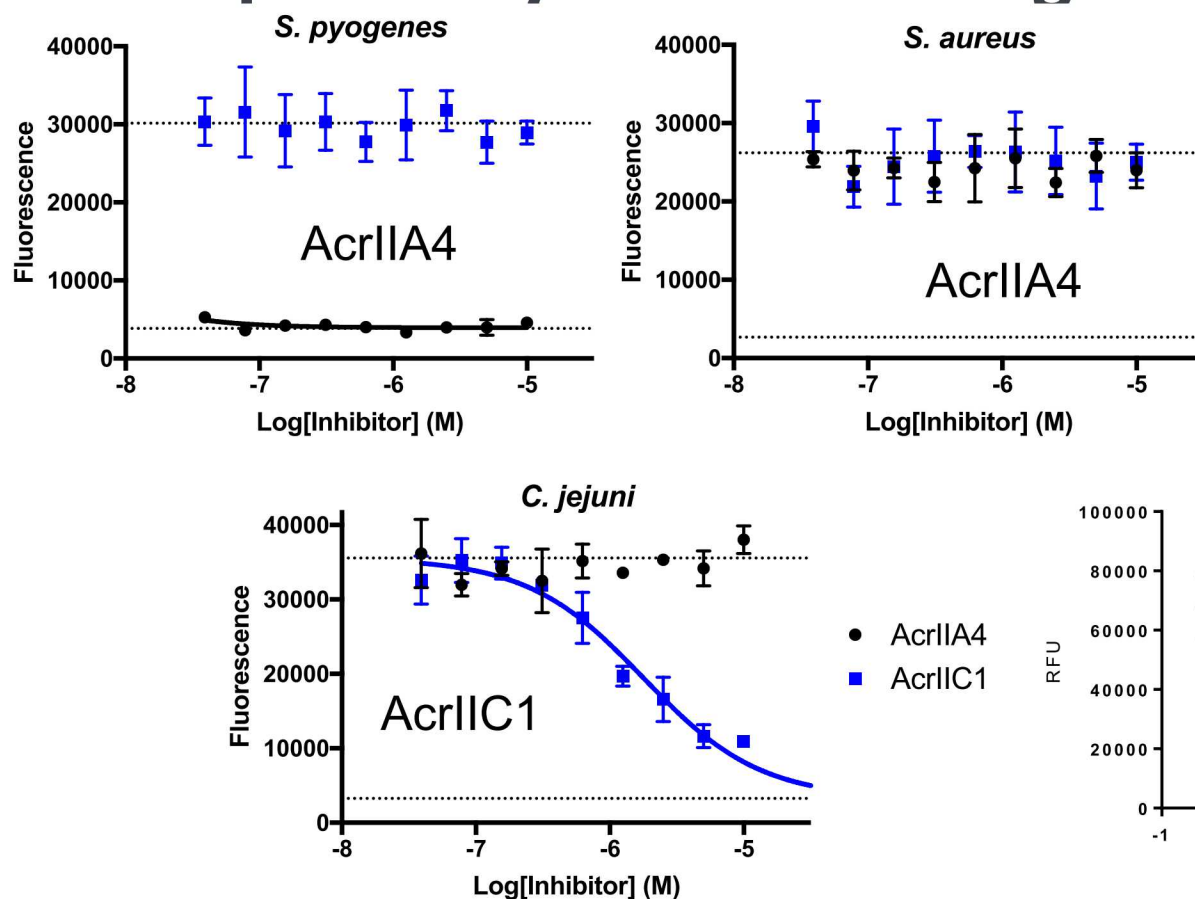 S. pyogenes
40000
30000
20000
10000
0
Fluorescence
AcrIIA4
-8 -7 -6 -5
Log[Inhibitor] (M)
S. aureus
40000
30000
20000
10000
0
Fluorescence
AcrIIA4
-8 -7 -6 -5
Log[Inhibitor] (M)
C. jejuni
40000
30000
20000
10000
0
Fluorescence
AcrIIC1
-8 -7 -6 -5
Log[Inhibitor] (M)
AcrIIA4
AcrIIC1
100000
80000
60000
40000
20000
0
RFU
-1